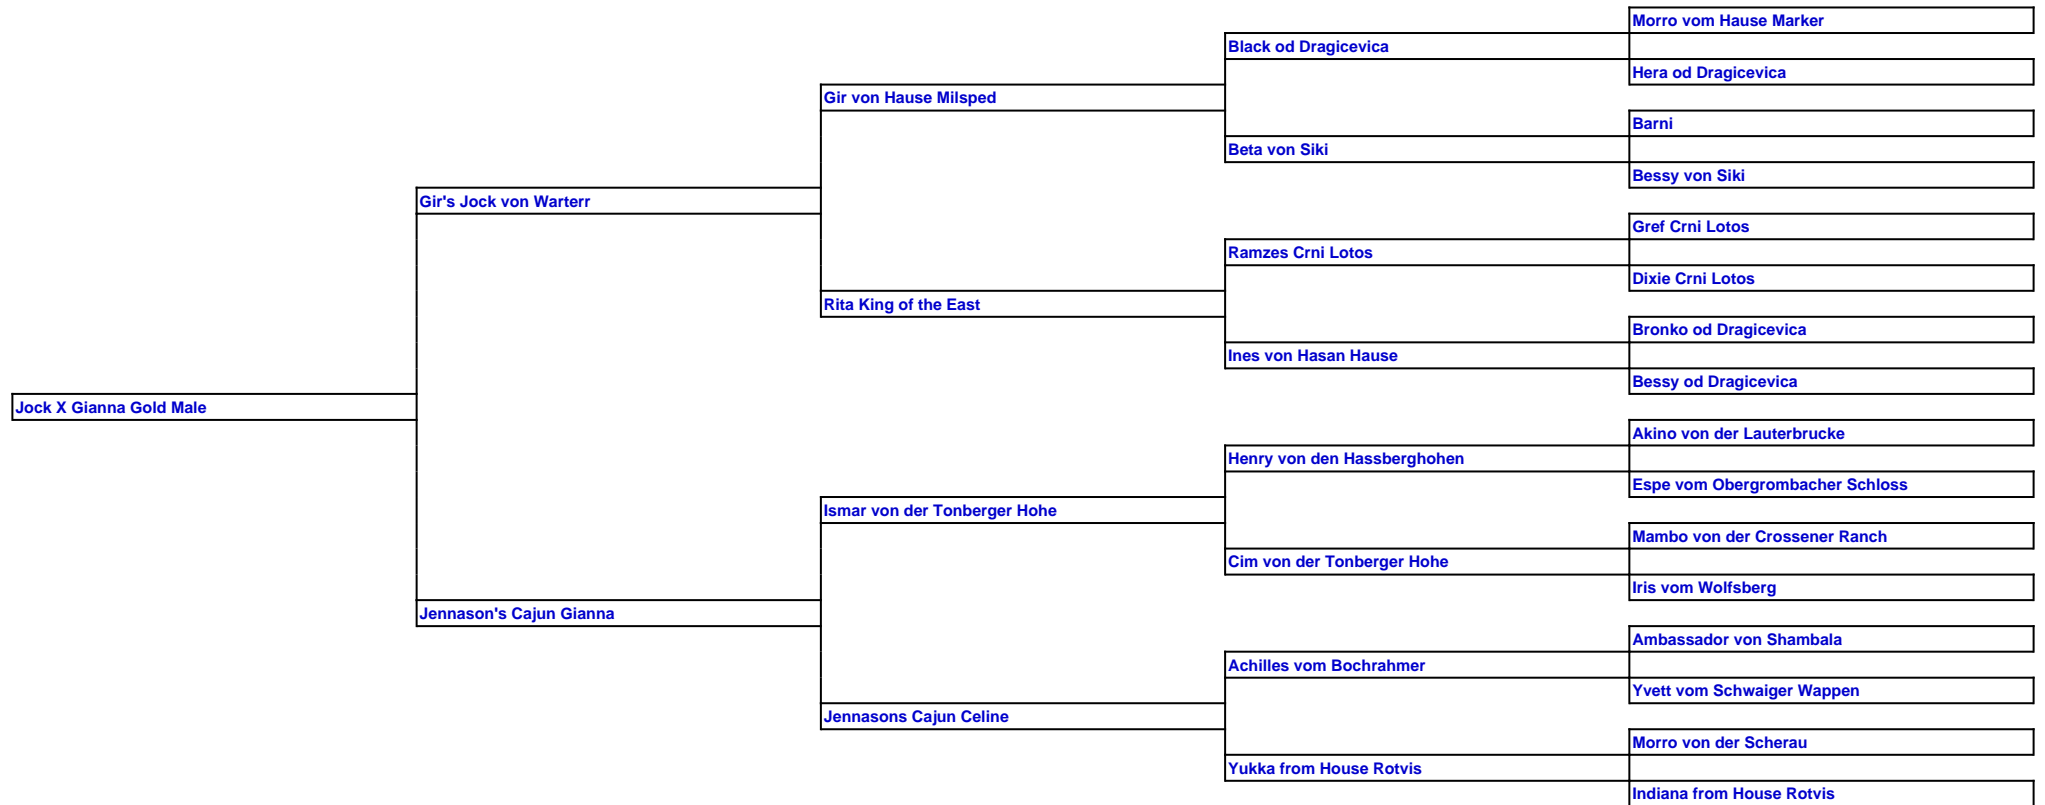 Morro vom Hause Marker
Black od Dragicevica
Hera od Dragicevica
Gir von Hause Milsped
Barni
Beta von Siki
Bessy von Siki
Gir's Jock von Warterr
Gref Crni Lotos
Ramzes Crni Lotos
Dixie Crni Lotos
Rita King of the East
Bronko od Dragicevica
Ines von Hasan Hause
Bessy od Dragicevica
Jock X Gianna Gold Male
Akino von der Lauterbrucke
Henry von den Hassberghohen
Espe vom Obergrombacher Schloss
Ismar von der Tonberger Hohe
Mambo von der Crossener Ranch
Cim von der Tonberger Hohe
Iris vom Wolfsberg
Jennason's Cajun Gianna
Ambassador von Shambala
Achilles vom Bochrahmer
Yvett vom Schwaiger Wappen
Jennasons Cajun Celine
Morro von der Scherau
Yukka from House Rotvis
Indiana from House Rotvis